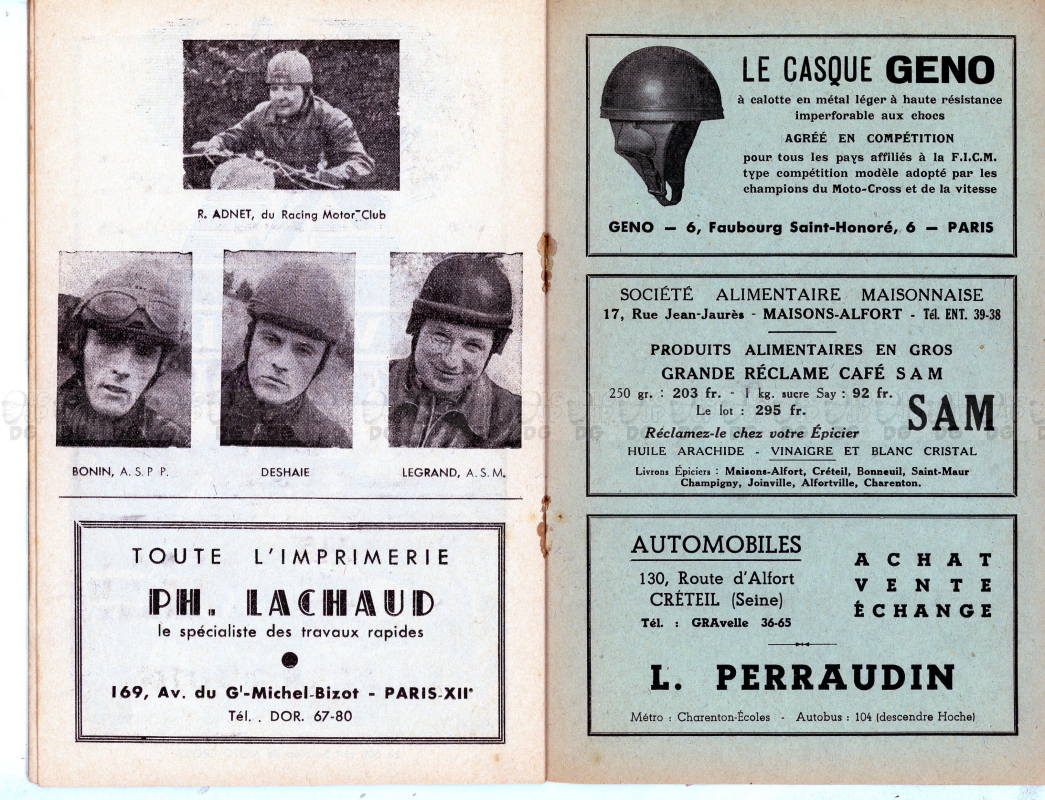 R. ADNET, du Racing Motor-Club
BONIN, A. S. P. P.
DESHAIE
LEGRAND, A. S. M.
TOUTE L'IMPRIMERIE
PH. LACHAUD
le spécialiste des travaux rapides
169, Av. du Gˡ-Michel-Bizot - PARIS-XIIᵉ
Tél. . DOR. 67-80
LE CASQUE GENO
à calotte en métal léger à haute résistance
imperforable aux chocs
AGRÉÉ EN COMPÉTITION
pour tous les pays affiliés à la F.I.C.M.
type compétition modèle adopté par les
champions du Moto-Cross et de la vitesse
GENO — 6, Faubourg Saint-Honoré, 6 — PARIS
SOCIÉTÉ ALIMENTAIRE MAISONNAISE
17, Rue Jean-Jaurès - MAISONS-ALFORT - Tél. ENT. 39-38
PRODUITS ALIMENTAIRES EN GROS
GRANDE RÉCLAME CAFÉ SAM
250 gr. : 203 fr. - 1 kg. sucre Say : 92 fr.
Le lot : 295 fr.
SAM
Réclamez-le chez votre Épicier
HUILE ARACHIDE - VINAIGRE ET BLANC CRISTAL
Livrons Épiciers : Maisons-Alfort, Créteil, Bonneuil, Saint-Maur
Champigny, Joinville, Alfortville, Charenton.
AUTOMOBILES
130, Route d'Alfort
CRÉTEIL (Seine)
Tél. : GRAvelle 36-65
ACHAT
VENTE
ÉCHANGE
L. PERRAUDIN
Métro : Charenton-Écoles - Autobus : 104 (descendre Hoche)